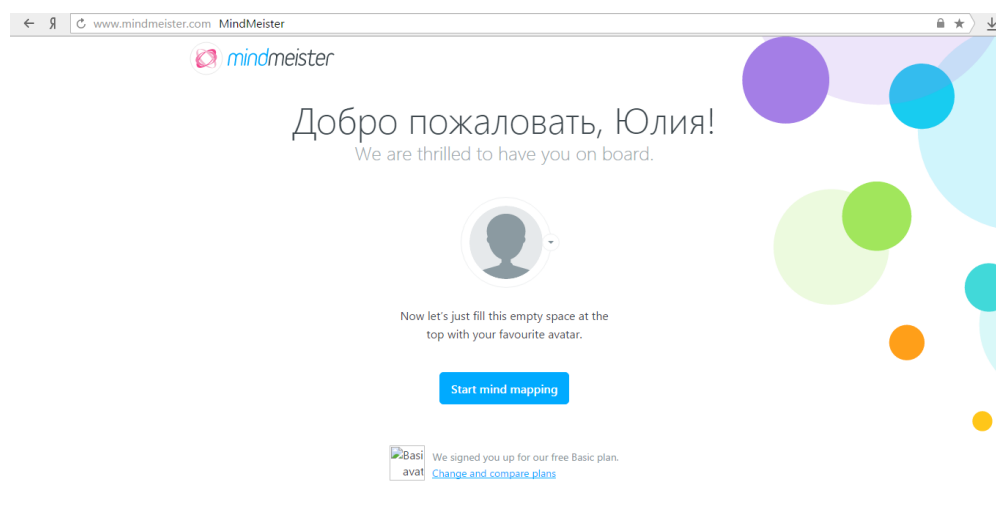 Я www.mindmeister.com MindMeister
mindmeister
Добро пожаловать, Юлия!
We are thrilled to have you on board.
Now let's just fill this empty space at the
top with your favourite avatar.
Start mind mapping
Basi
avat
We signed you up for our free Basic plan.
Change and compare plans